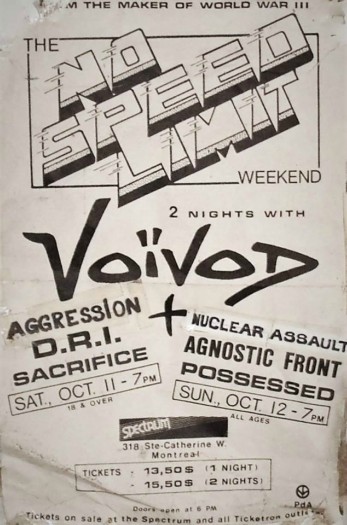 M THE MAKER OF WORLD WAR III
THE
NO
SPEED
LIMIT
WEEKEND
2 NIGHTS WITH
Voïvod
+
AGGRESSION
D.R.I.
SACRIFICE
SAT., OCT. 11 - 7PM
18 & OVER
NUCLEAR ASSAULT
AGNOSTIC FRONT
POSSESSED
SUN., OCT. 12 - 7PM
ALL AGES
SPECTRUM
318 Ste-Catherine W.
Montreal
TICKETS - 13,50$ (1 NIGHT)
- 15,50$ (2 NIGHTS)
Doors open at 6 PM
PdA
Tickets on sale at the Spectrum and all Ticketron